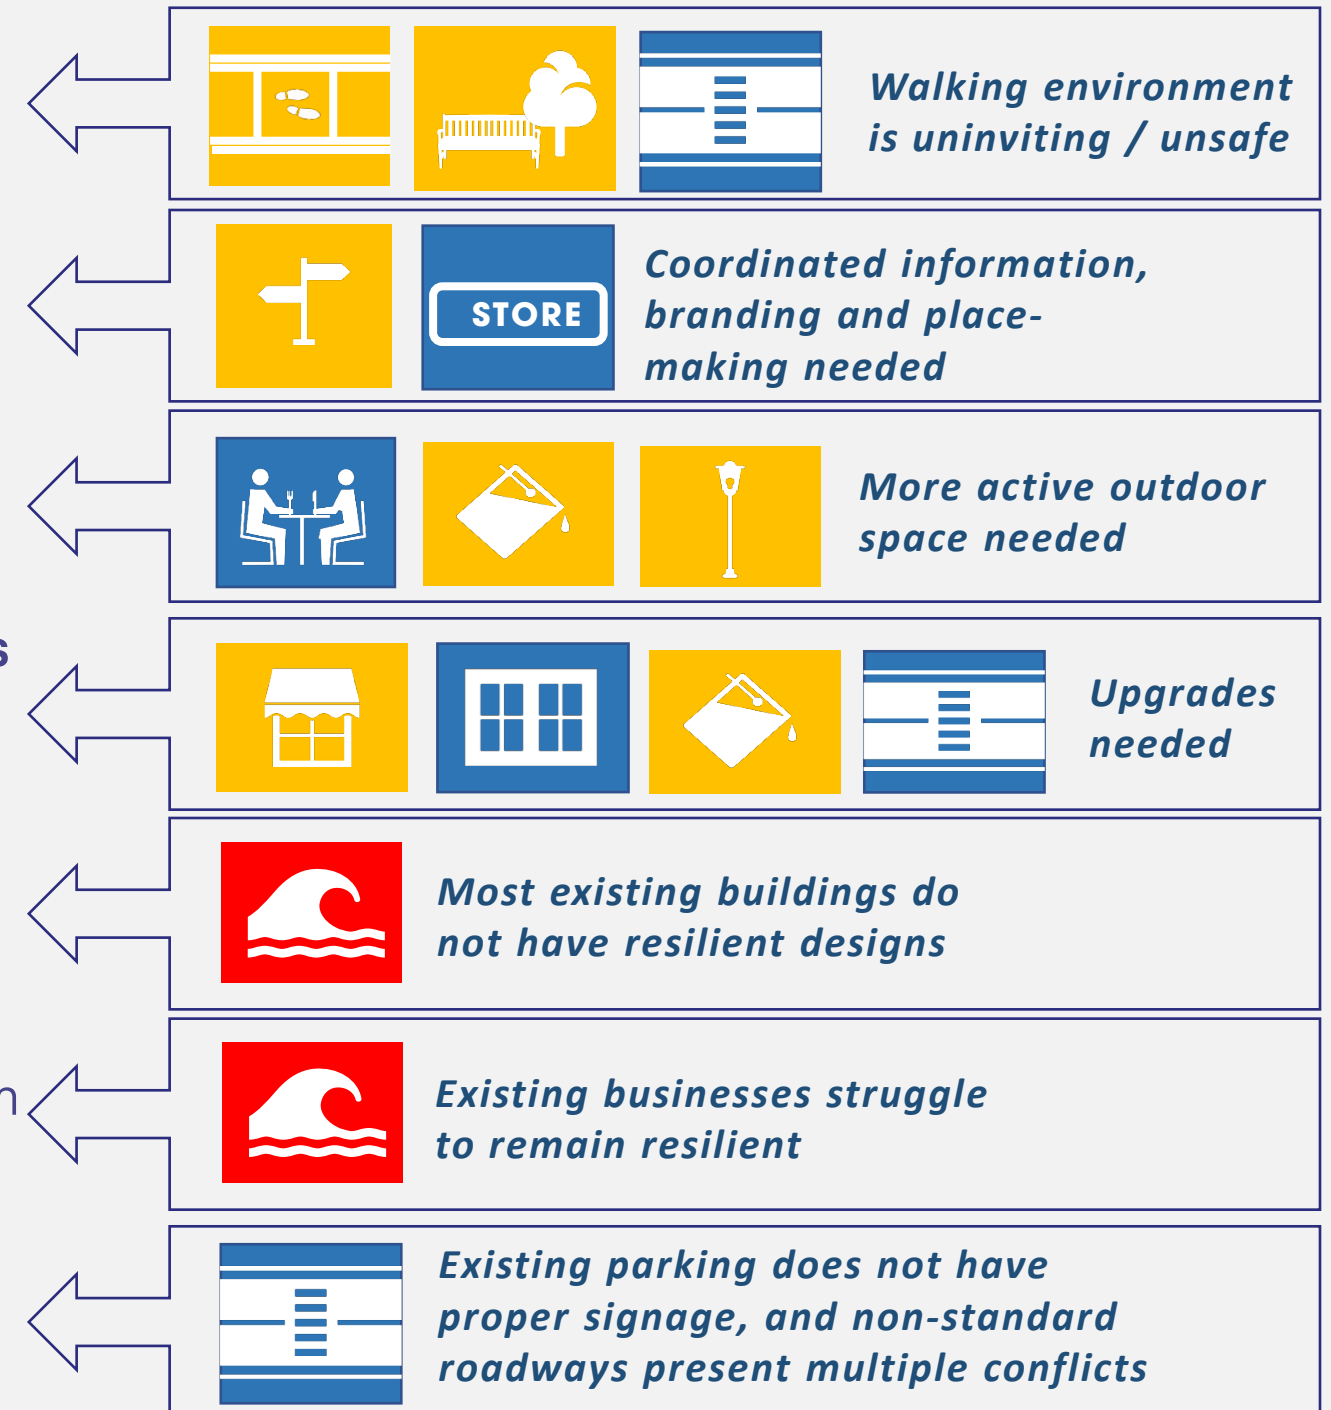 Walking environment
is uninviting / unsafe
STORE
Coordinated information,
branding and place-
making needed
More active outdoor
space needed
s
Upgrades
needed
Most existing buildings do
not have resilient designs
n
Existing businesses struggle
to remain resilient
Existing parking does not have
proper signage, and non-standard
roadways present multiple conflicts